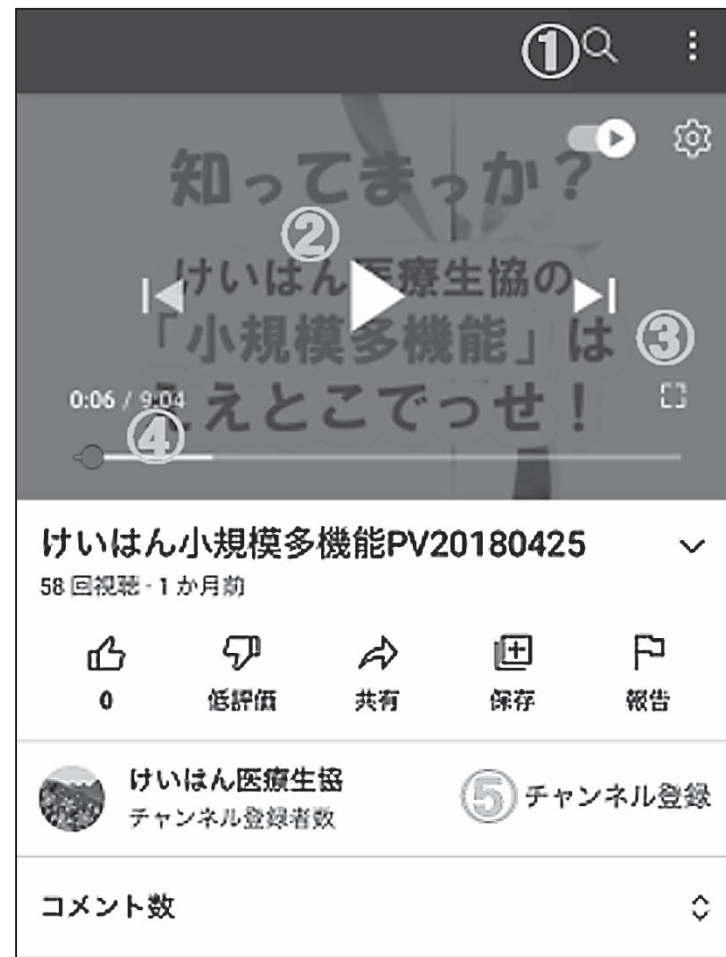 ①
知ってまっか？
②
けいはん医療生協の
「小規模多機能」は
③
0:06 / 9:04
ええとこでっせ！
④
けいはん小規模多機能PV20180425
58 回視聴・1 か月前
0 低評価 共有 保存 報告
けいはん医療生協
チャンネル登録者数
⑤ チャンネル登録
コメント数